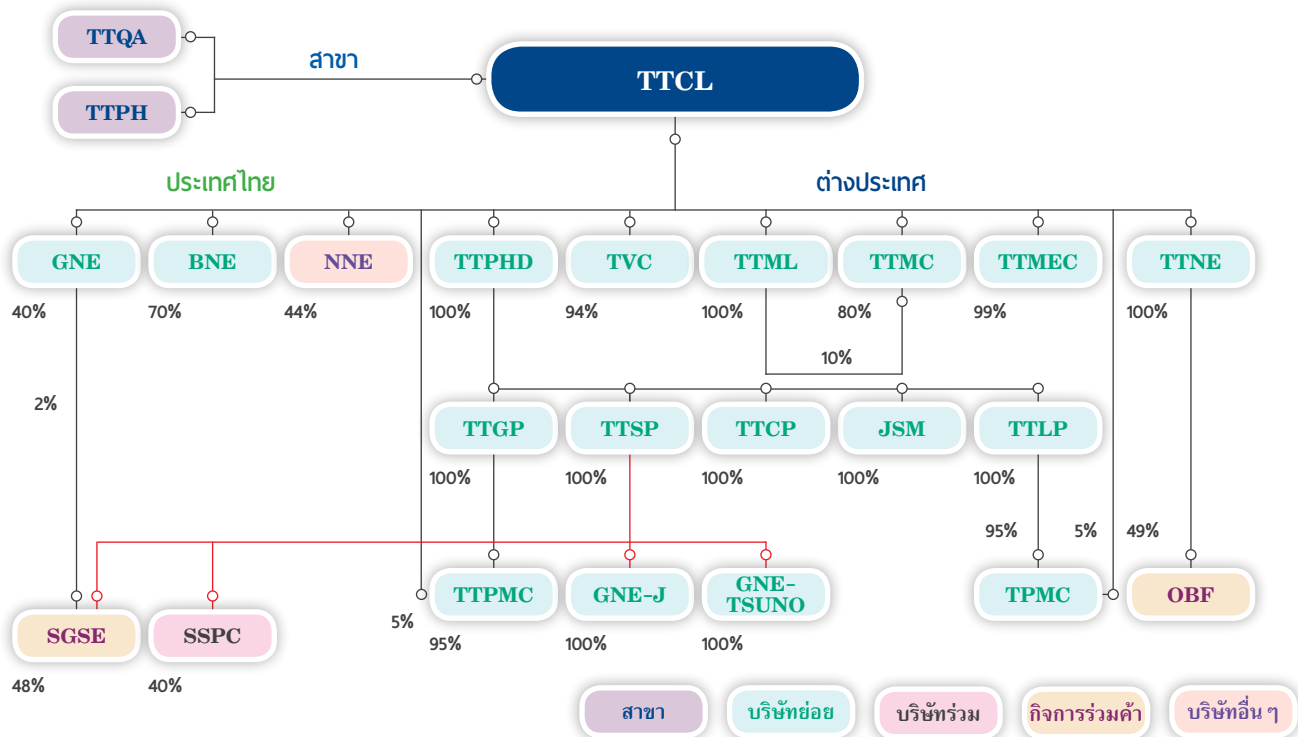 TTQA
สาขา
TTCL
TTPH
ประเทศไทย
ต่างประเทศ
GNE
BNE
NNE
TTPHD
TVC
TTML
TTMC
TTMEC
TTNE
40%
70%
44%
100%
94%
100%
80%
99%
100%
10%
2%
TTGP
TTSP
TTCP
JSM
TTLP
100%
100%
100%
100%
100%
95%
5%
49%
TTPMC
GNE-J
GNE-
TSUNO
TPMC
OBF
5%
SGSE
SSPC
95%
100%
100%
48%
40%
สาขา
บริษัทย่อย
บริษัทร่วม
กิจการร่วมค้า
บริษัทอื่น ๆ